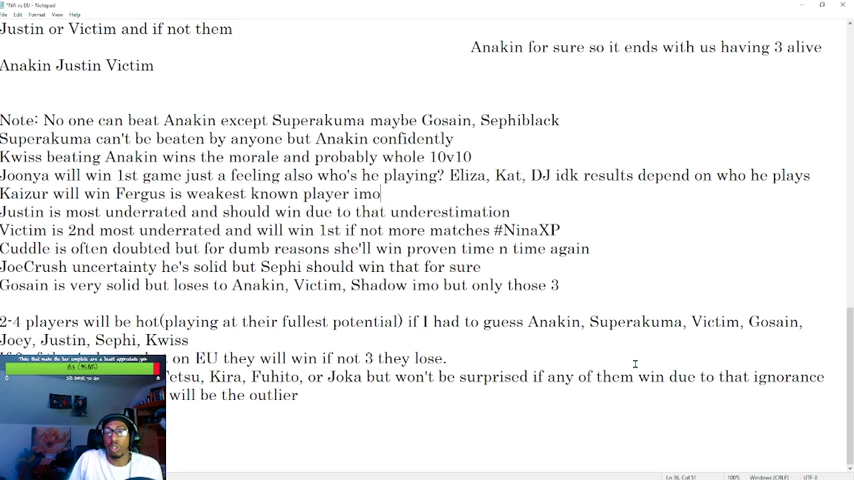 *NA vs EU - Notepad
File Edit Format View Help
Justin or Victim and if not them
Anakin for sure so it ends with us having 3 alive
Anakin Justin Victim
Note: No one can beat Anakin except Superakuma maybe Gosain, Sephiblack
Superakuma can't be beaten by anyone but Anakin confidently
Kwiss beating Anakin wins the morale and probably whole 10v10
Joonya will win 1st game just a feeling also who's he playing? Eliza, Kat, DJ idk results depend on who he plays
Kaizur will win Fergus is weakest known player imo
Justin is most underrated and should win due to that underestimation
Victim is 2nd most underrated and will win 1st if not more matches #NinaXP
Cuddle is often doubted but for dumb reasons she'll win proven time n time again
JoeCrush uncertainty he's solid but Sephi should win that for sure
Gosain is very solid but loses to Anakin, Victim, Shadow imo but only those 3
2-4 players will be hot(playing at their fullest potential) if I had to guess Anakin, Superakuma, Victim, Gosain,
Joey, Justin, Sephi, Kwiss
on EU they will win if not 3 they lose.
Tetsu, Kira, Fuhito, or Joka but won't be surprised if any of them win due to that ignorance
will be the outlier
Ln 16, Col 51 100% Windows (CRLF) UTF-8